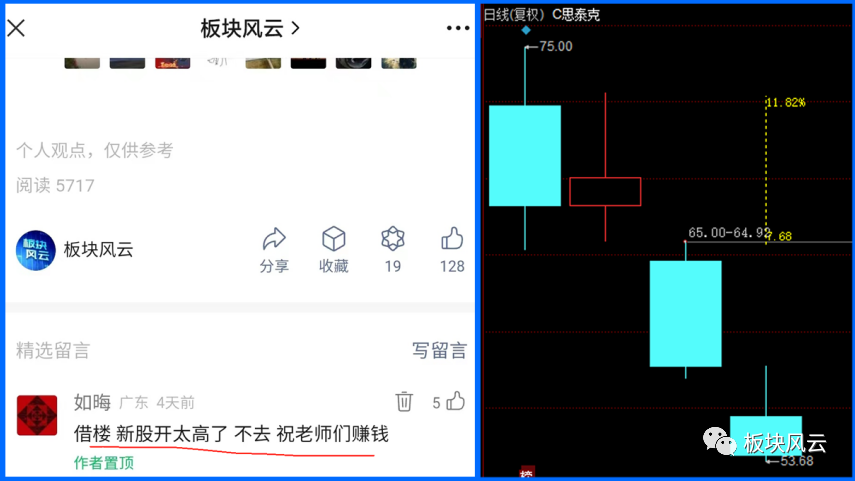 板块风云
个人观点，仅供参考
阅读 5717
板块
风云
板块风云
分享
收藏
19
128
精选留言
写留言
如晦 广东 4天前
5
借楼 新股开太高了 不去 祝老师们赚钱
作者置顶
日线(复权) C思泰克
75.00
11.82%
65.00-64.92
7.68
板块风云
53.68